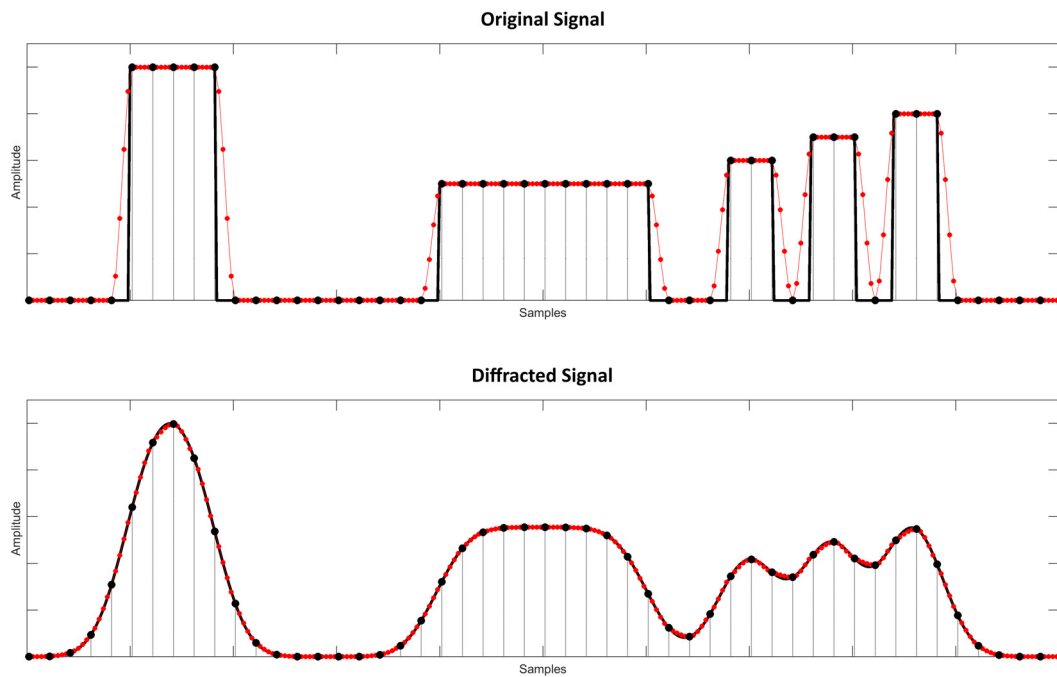 Original Signal
Amplitude
Samples
Diffracted Signal
Amplitude
Samples